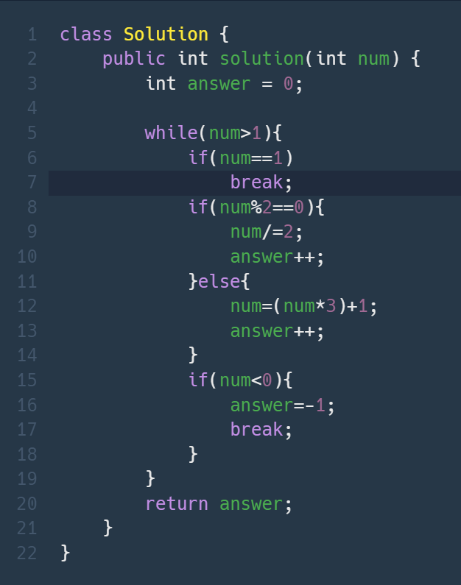 1 class Solution {
2     public int solution(int num) {
3         int answer = 0;
4
5         while(num>1){
6             if(num==1)
7                 break;
8             if(num%2==0){
9                 num/=2;
10                 answer++;
11             }else{
12                 num=(num*3)+1;
13                 answer++;
14             }
15             if(num<0){
16                 answer=-1;
17                 break;
18             }
19         }
20         return answer;
21     }
22 }